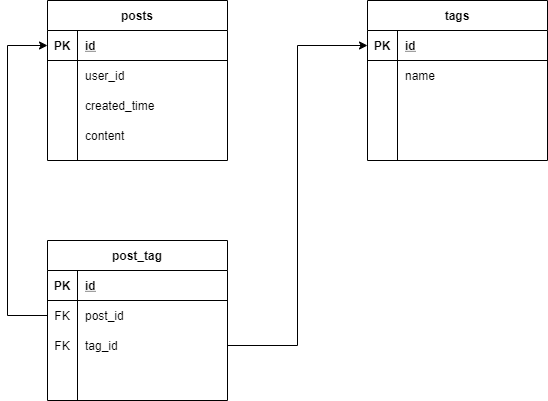 posts
PK id
user_id
created_time
content
tags
PK id
name
post_tag
PK id
FK post_id
FK tag_id